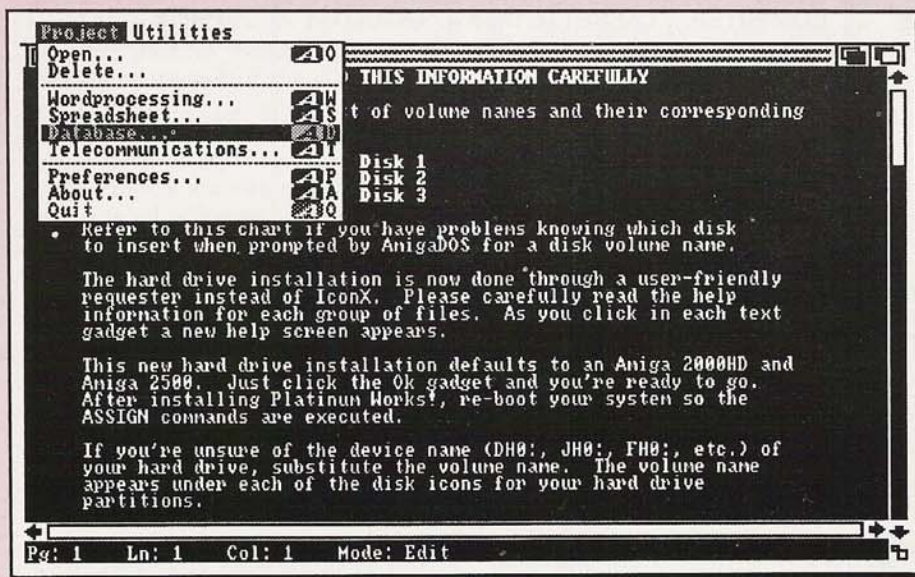 Project Utilities
Open... A O
Delete...
THIS INFORMATION CAREFULLY
Wordprocessing... A W
Spreadsheet... A S
t of volume names and their corresponding
Database... A D
Telecommunications... A T
Disk 1
Preferences... A P
Disk 2
About... A A
Disk 3
Quit A Q
Refer to this chart if you have problems knowing which disk
to insert when prompted by AmigaDOS for a disk volume name.
The hard drive installation is now done through a user-friendly
requester instead of IconX. Please carefully read the help
information for each group of files. As you click in each text
gadget a new help screen appears.
This new hard drive installation defaults to an Amiga 2000HD and
Amiga 2500. Just click the Ok gadget and you're ready to go.
After installing Platinum Works!, re-boot your system so the
ASSIGN commands are executed.
If you're unsure of the device name (DH0:, JH0:, FH0:, etc.) of
your hard drive, substitute the volume name. The volume name
appears under each of the disk icons for your hard drive
partitions.
Pg: 1 Ln: 1 Col: 1 Mode: Edit